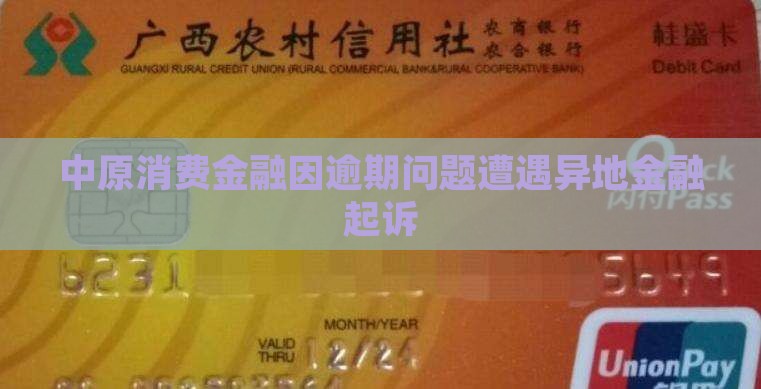 广西农村信用社 农商银行
农合银行
GUANGXI RURAL CREDIT UNION (RURAL COMMERCIAL BANK&RURAL COOPERATIVE BANK)
桂盛卡
Debit Card
中原消费金融因逾期问题遭遇异地金融
起诉
Quick
闪付Pass
6231 5649
MONTH/YEAR
VALID
THRU
12/24
UnionPay
银联